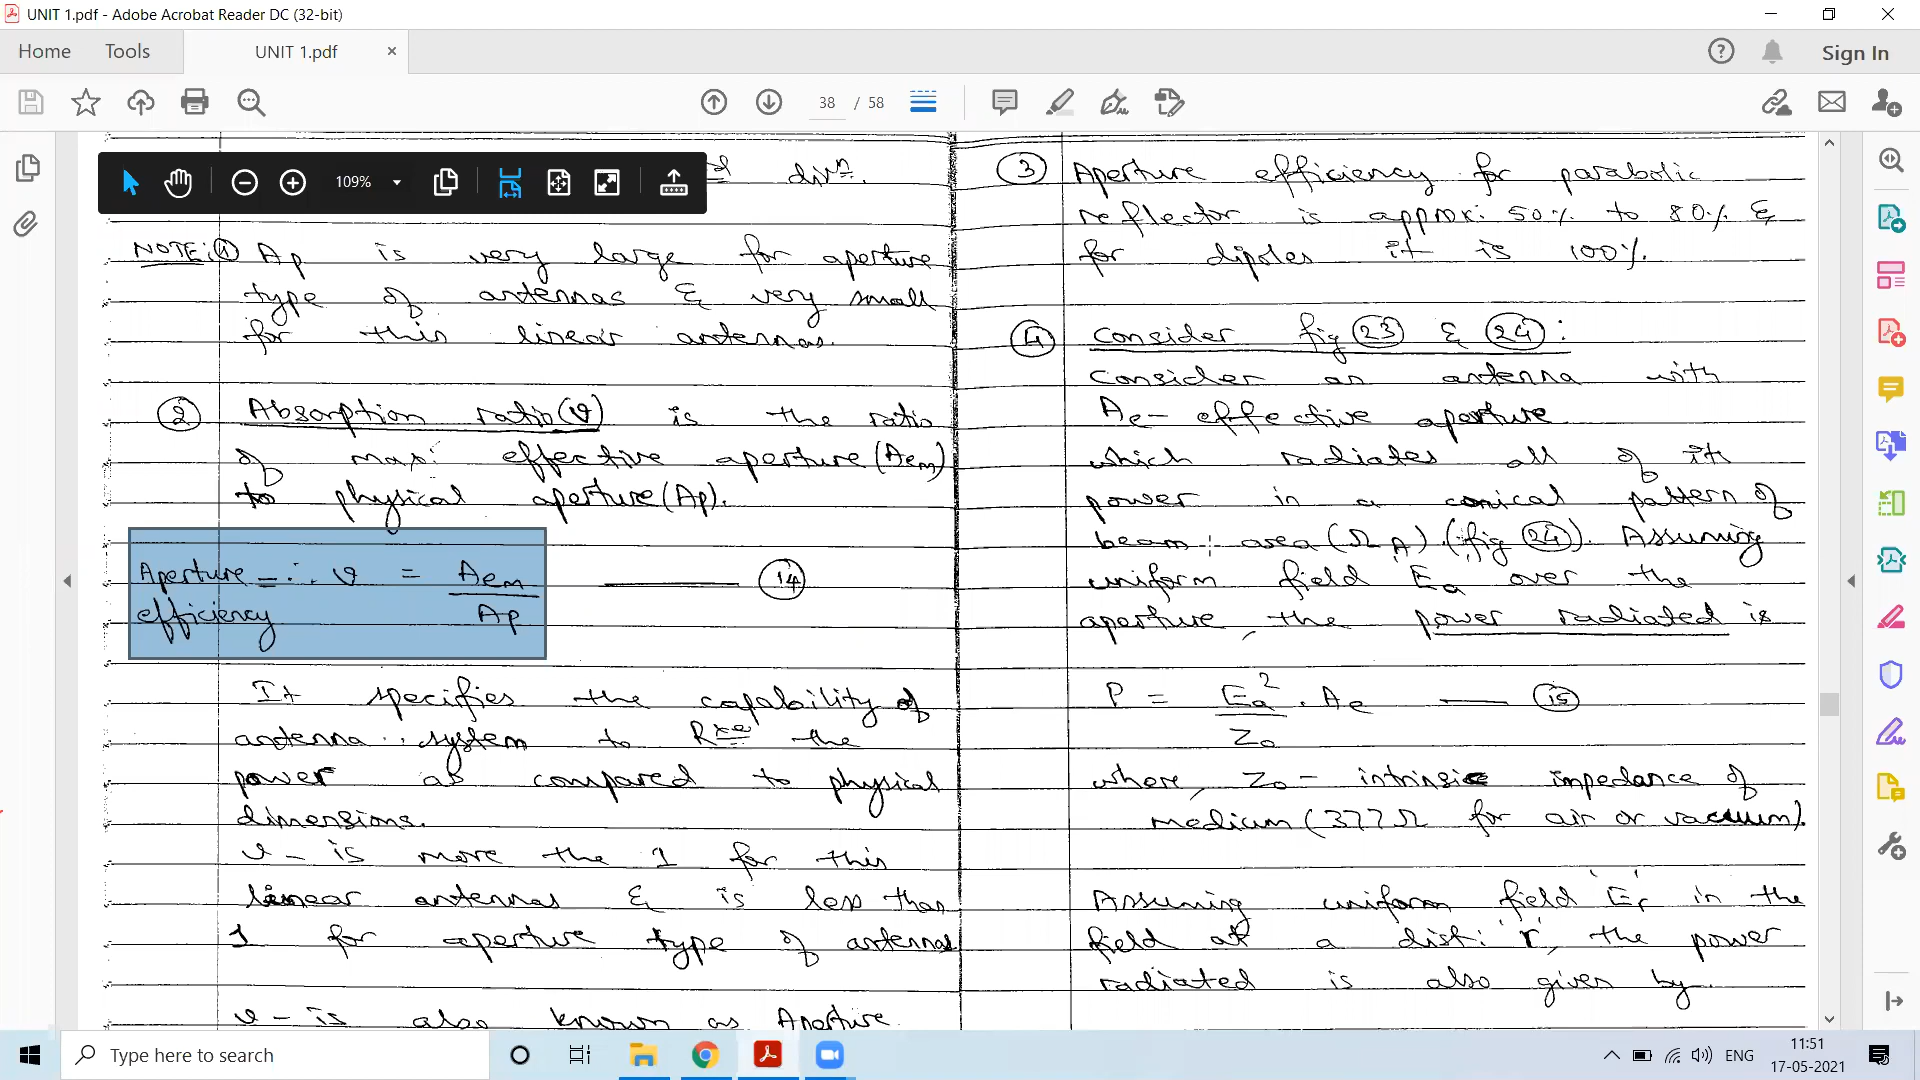 UNIT 1.pdf - Adobe Acrobat Reader DC (32-bit)
Home Tools UNIT 1.pdf × Sign In
38 / 58
109%
dirn.
NOTE: ① Ap is very large for aperture
type of antennas & very small
for this linear antennas.
② Absorption ratio(ϑ) is the ratio
of max: effective aperture(Aem)
to physical aperture(Ap).
Aperture = ∴ ϑ = Aem ⑭
efficiency Ap
It specifies the capability of
antenna system to Rxe the
power as compared to physical
dimensions.
ϑ - is more the 1 for this
linear antennas & is less than
1 for aperture type of antennas
ϑ - is also known as Aperture
③ Aperture efficiency for parabolic
reflector is approx: 50% to 80% &
for dipoles it is 100%.
④ Consider fig ㉓ & ㉔ :
Consider an antenna with
Ae - effective aperture
which radiates all of its
power in a conical pattern of
beam area (ΩA). (fig ㉔). Assuming
uniform field Ea over the
aperture, the power radiated is
P = Ea² . Ae ⑮
Zo
where, Zo - intrinsic impedance of
medium (377Ω for air or vacuum).
Assuming uniform field 'Er' in the
field at a dist: 'r', the power
radiated is also given by.
Type here to search
ENG
11:51
17-05-2021